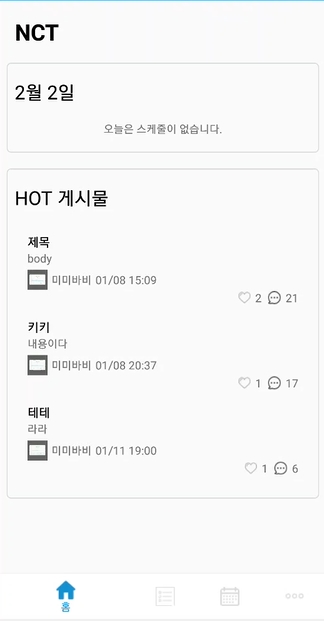 NCT
2월 2일
오늘은 스케줄이 없습니다.
HOT 게시물
제목
body
미미바비 01/08 15:09
2 21
키키
내용이다
미미바비 01/08 20:37
1 17
테테
라라
미미바비 01/11 19:00
1 6
홈